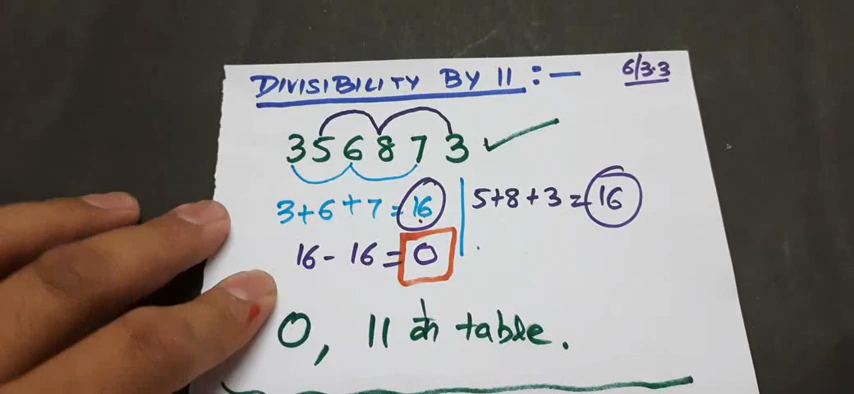 DIVISIBILITY BY 11 :- 6/3.3
356873 ✓
3+6+7=16 5+8+3=16
16-16=0
0, 11 का table.